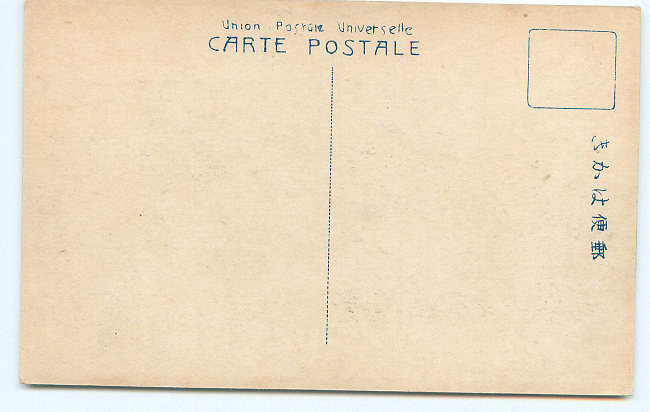 Union Postale Universelle
CARTE POSTALE
郵便はかき